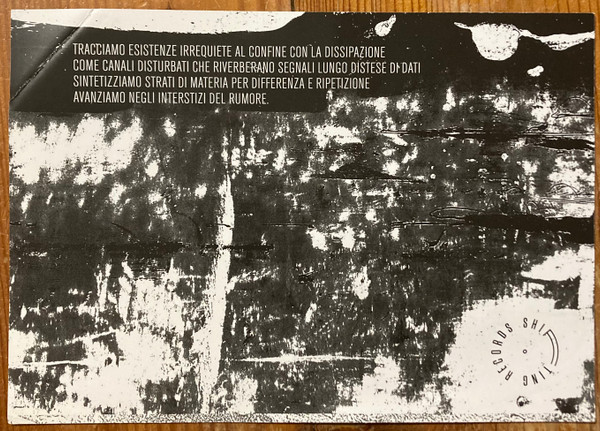 TRACCIAMO ESISTENZE IRREQUIETE AL CONFINE CON LA DISSIPAZIONE
COME CANALI DISTURBATI CHE RIVERBERANO SEGNALI LUNGO DISTESE DI DATI
SINTETIZZIAMO STRATI DI MATERIA PER DIFFERENZA E RIPETIZIONE
AVANZIAMO NEGLI INTERSTIZI DEL RUMORE.
SHIFTING RECORDS